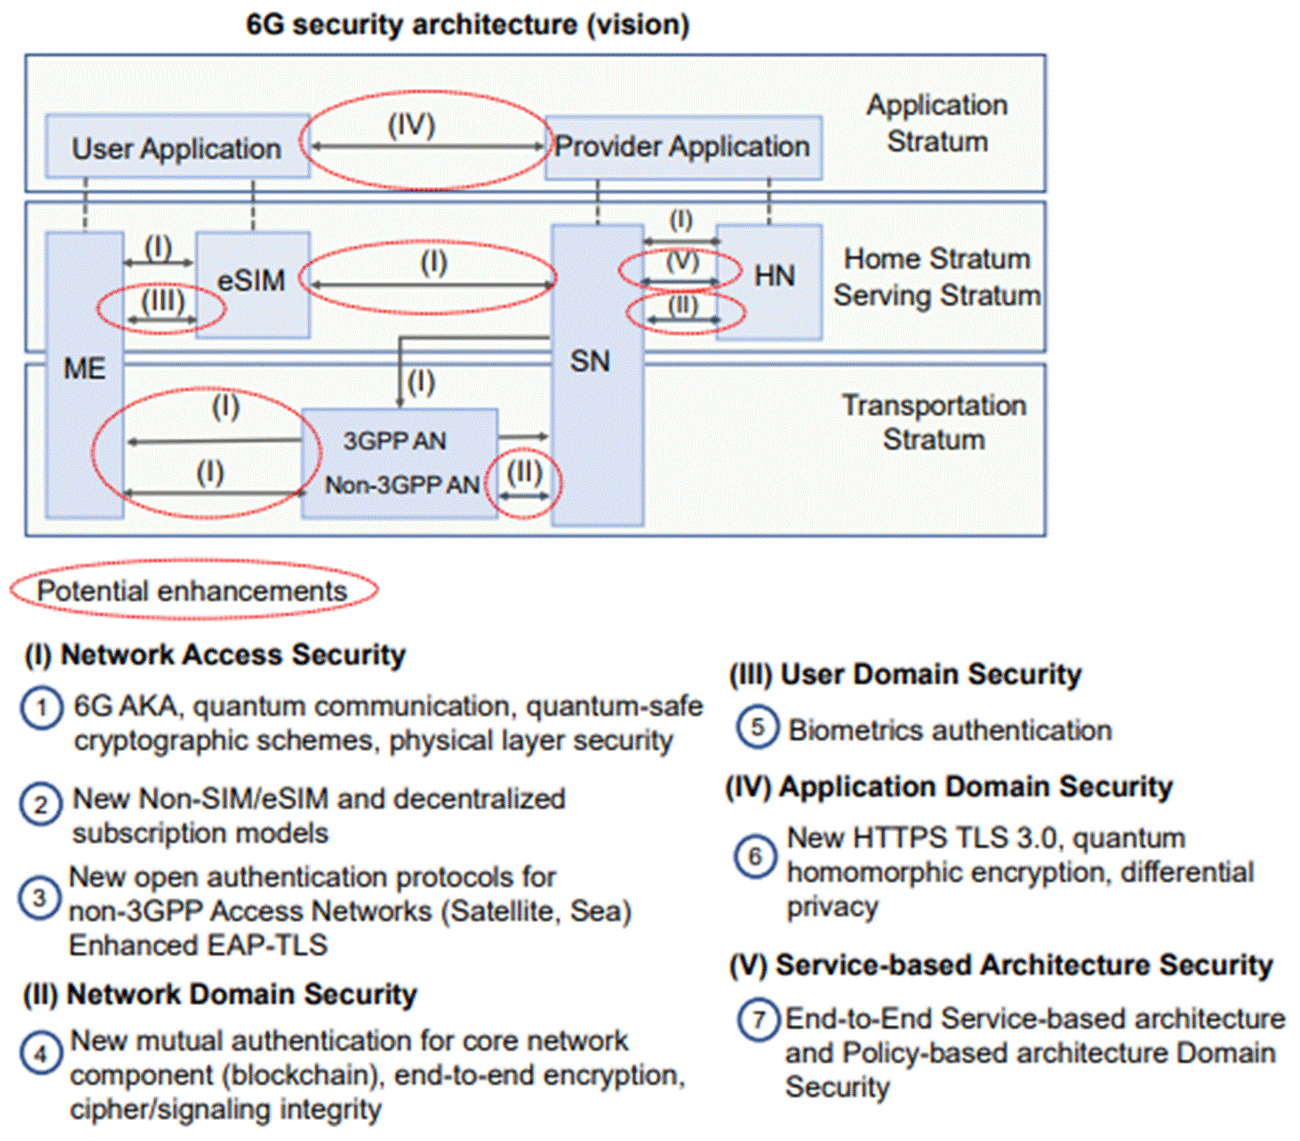 6G security architecture (vision)
Application
Stratum
(IV)
User Application
Provider Application
(I)
(I)
(I)
(V)
Home Stratum
eSIM
HN
(III)
Serving Stratum
(II)
ME
SN
(I)
(I)
Transportation
Stratum
3GPP AN
(I)
(II)
Non-3GPP AN
Potential enhancements
(I) Network Access Security
1 6G AKA, quantum communication, quantum-safe
cryptographic schemes, physical layer security
2 New Non-SIM/eSIM and decentralized
subscription models
3 New open authentication protocols for
non-3GPP Access Networks (Satellite, Sea)
Enhanced EAP-TLS
(II) Network Domain Security
4 New mutual authentication for core network
component (blockchain), end-to-end encryption,
cipher/signaling integrity
(III) User Domain Security
5 Biometrics authentication
(IV) Application Domain Security
6 New HTTPS TLS 3.0, quantum
homomorphic encryption, differential
privacy
(V) Service-based Architecture Security
7 End-to-End Service-based architecture
and Policy-based architecture Domain
Security